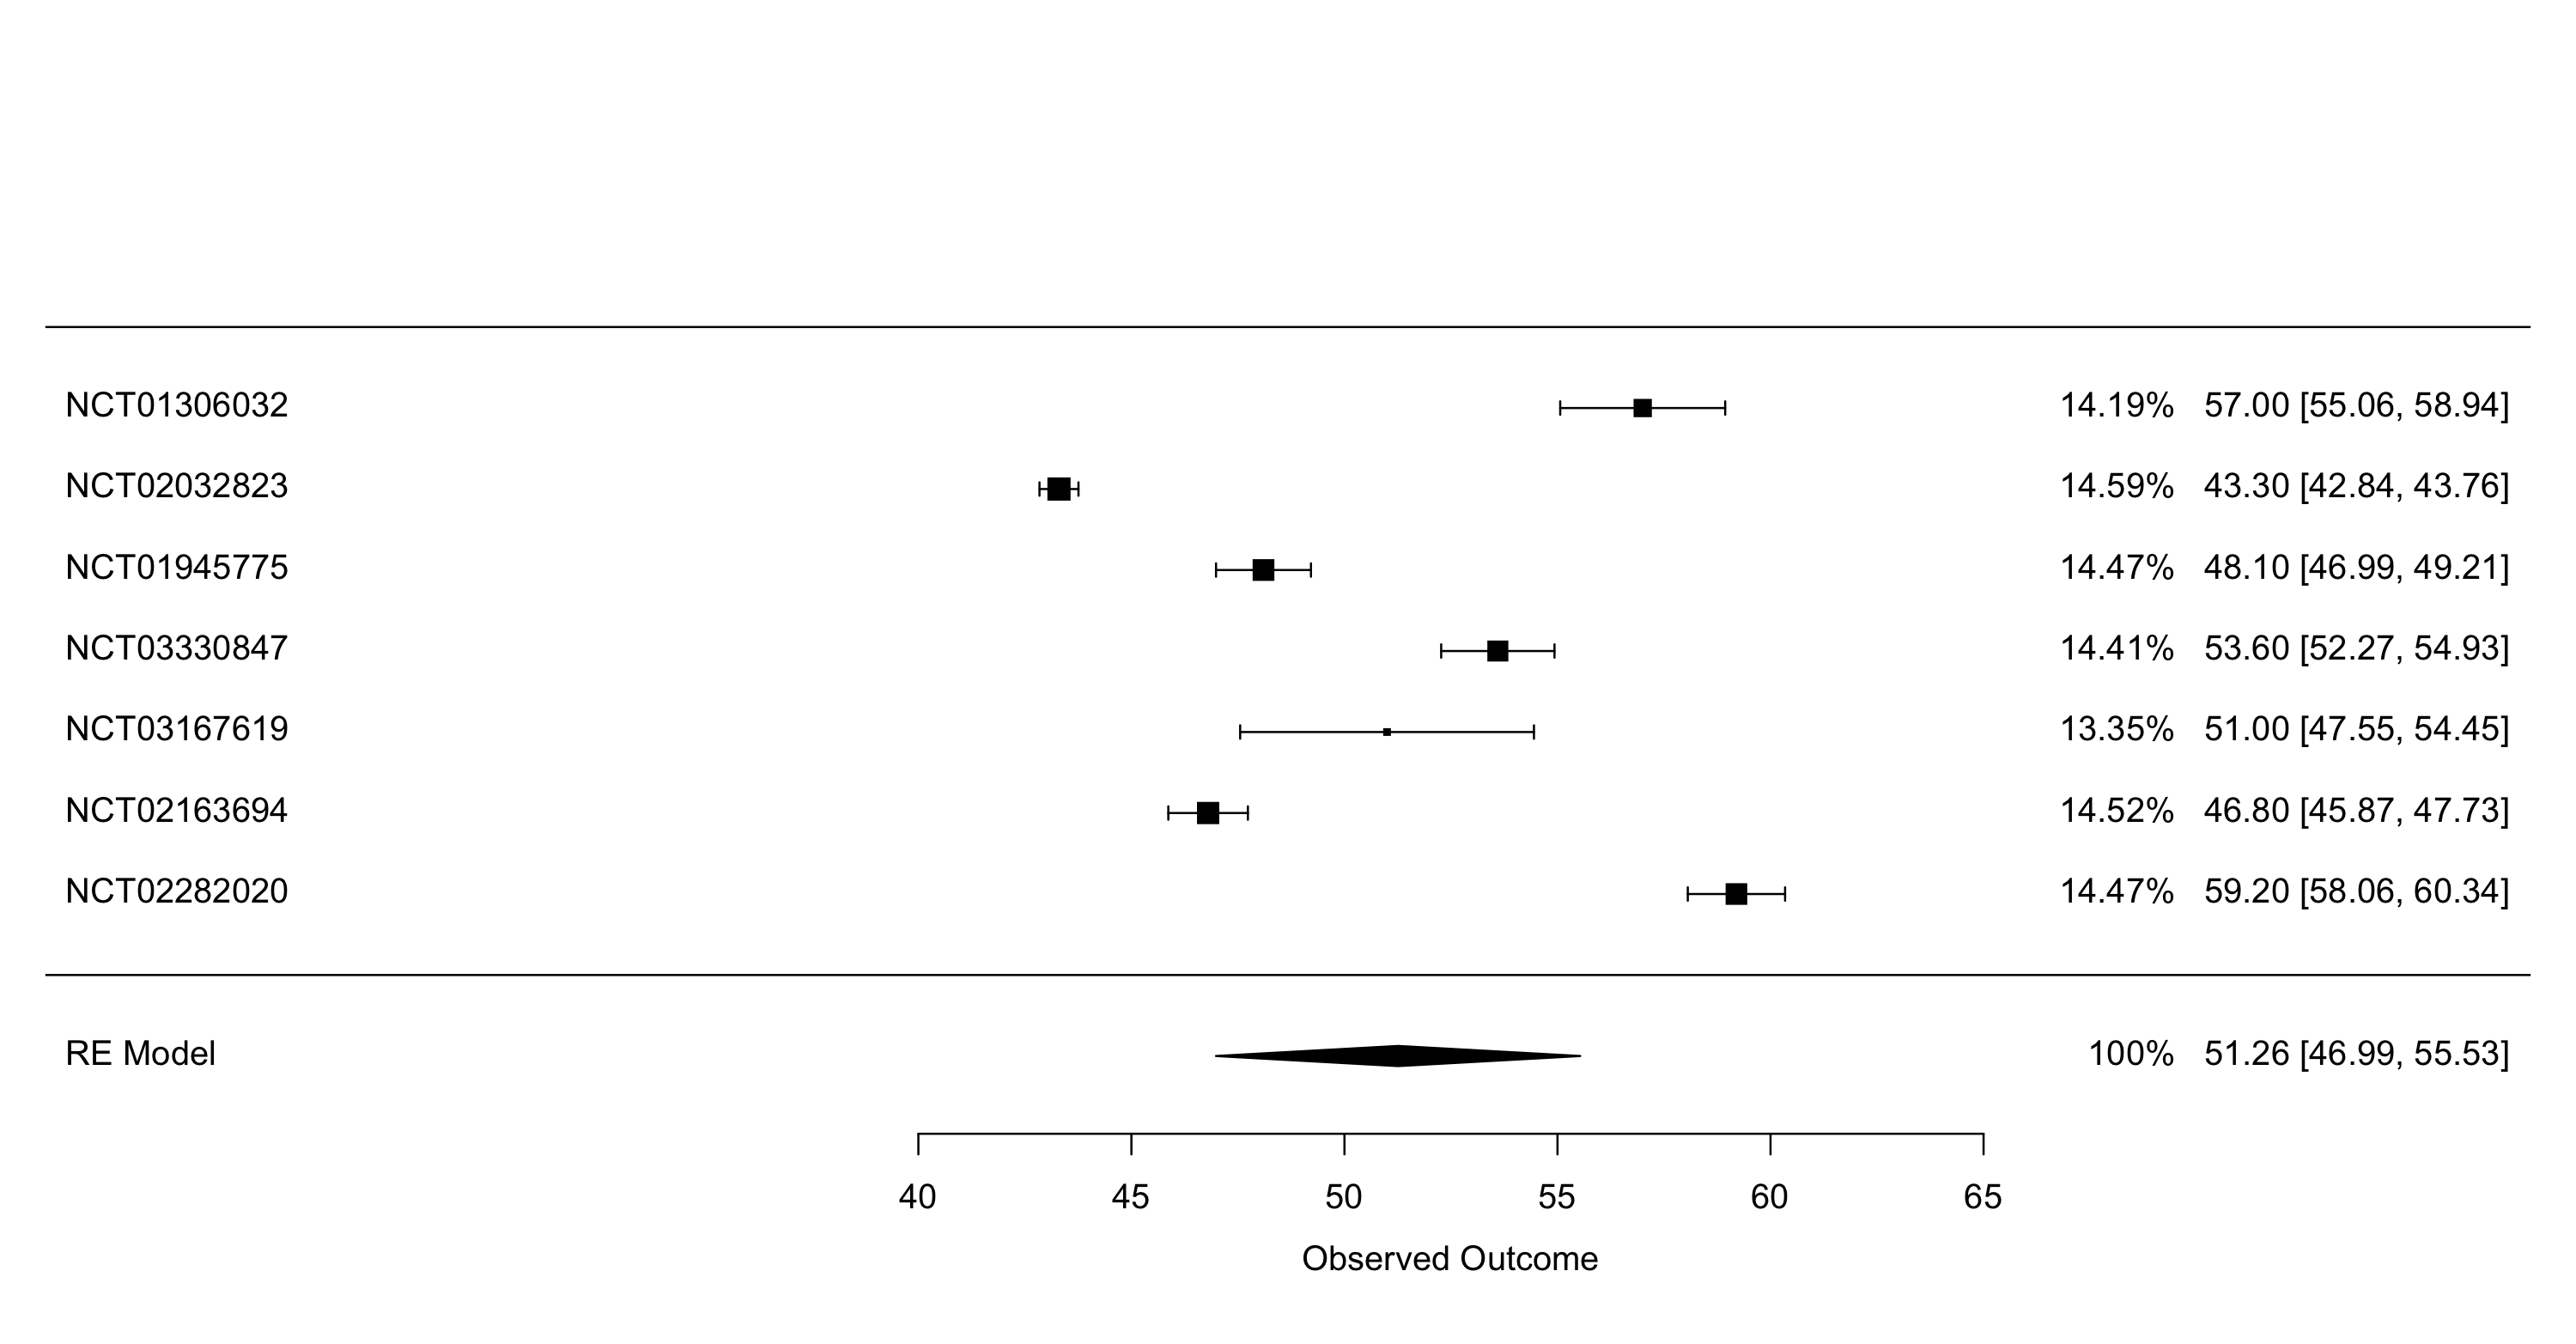 NCT01306032 14.19% 57.00 [55.06, 58.94]
NCT02032823 14.59% 43.30 [42.84, 43.76]
NCT01945775 14.47% 48.10 [46.99, 49.21]
NCT03330847 14.41% 53.60 [52.27, 54.93]
NCT03167619 13.35% 51.00 [47.55, 54.45]
NCT02163694 14.52% 46.80 [45.87, 47.73]
NCT02282020 14.47% 59.20 [58.06, 60.34]
RE Model 100% 51.26 [46.99, 55.53]
40 45 50 55 60 65
Observed Outcome